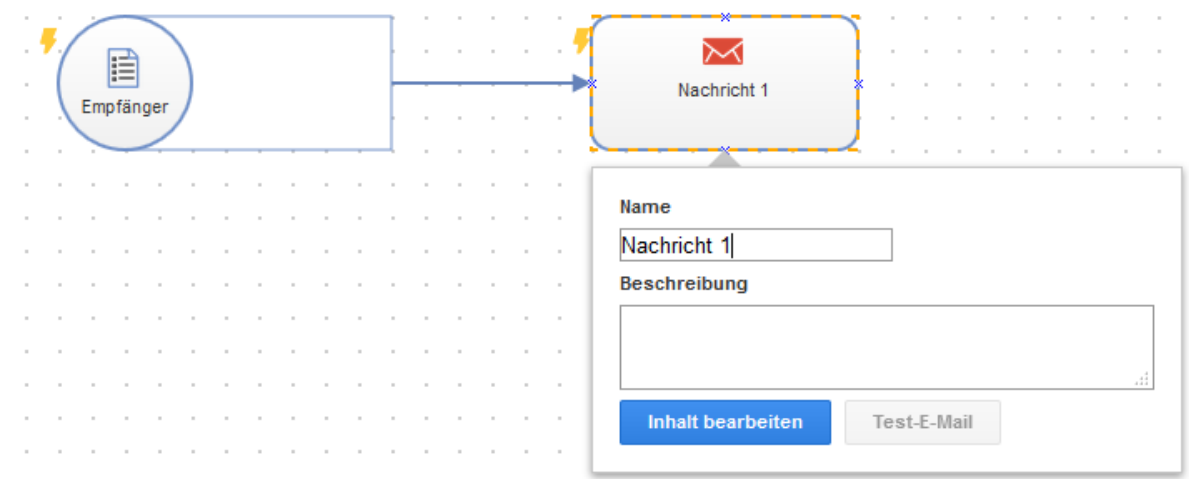 Empfänger
Nachricht 1
Name
Nachricht 1
Beschreibung
Inhalt bearbeiten
Test-E-Mail